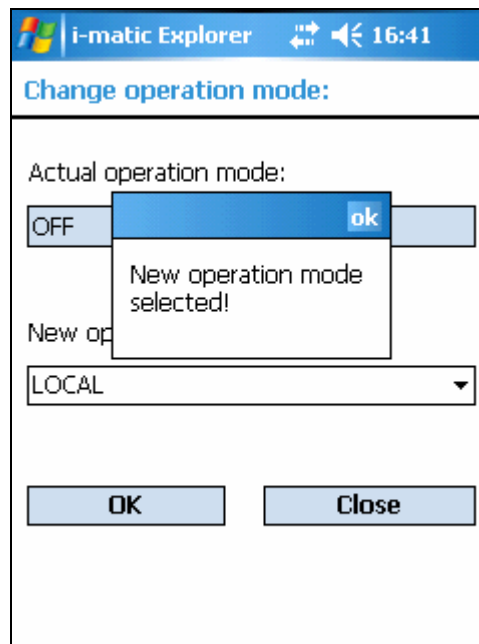 i-matic Explorer 16:41
Change operation mode:
Actual operation mode:
OFF
ok
New operation mode
selected!
New op
LOCAL
OK Close